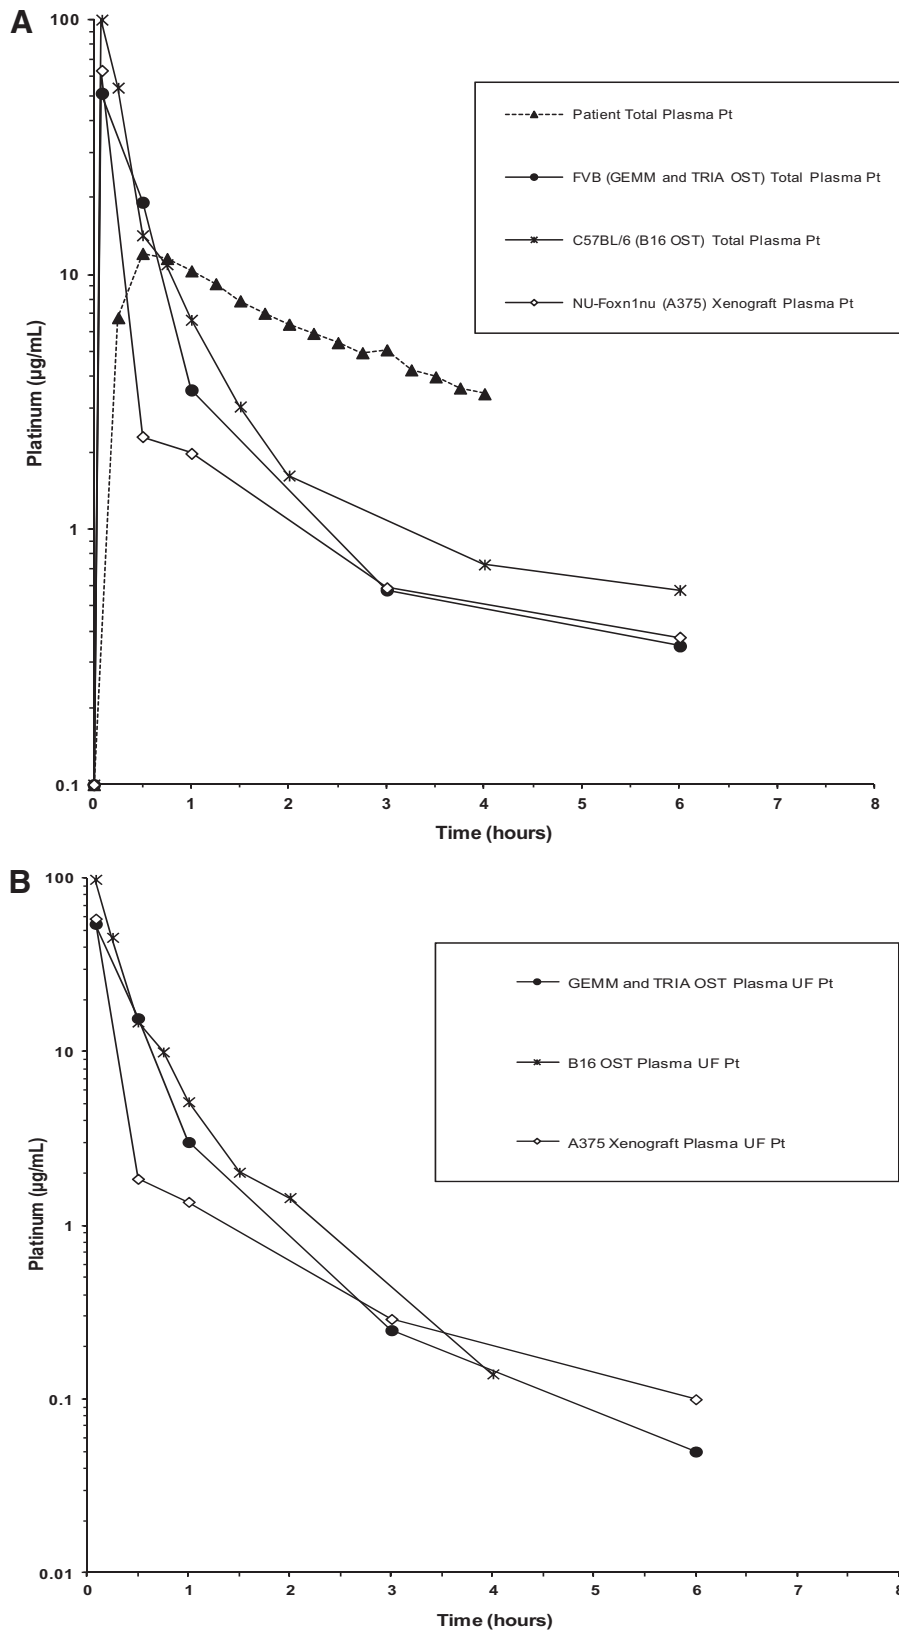 A
100
10
1
0.1
Platinum (µg/mL)
0 1 2 3 4 6 7 8
Time (hours)
Patient Total Plasma Pt
FVB (GEMM and TRIA OST) Total Plasma Pt
C57BL/6 (B16 OST) Total Plasma Pt
NU-Foxn1nu (A375) Xenograft Plasma Pt
B
100
10
1
0.1
0.01
Platinum (µg/mL)
0 1 2 3 4 5 6 7 8
Time (hours)
GEMM and TRIA OST Plasma UF Pt
B16 OST Plasma UF Pt
A375 Xenograft Plasma UF Pt